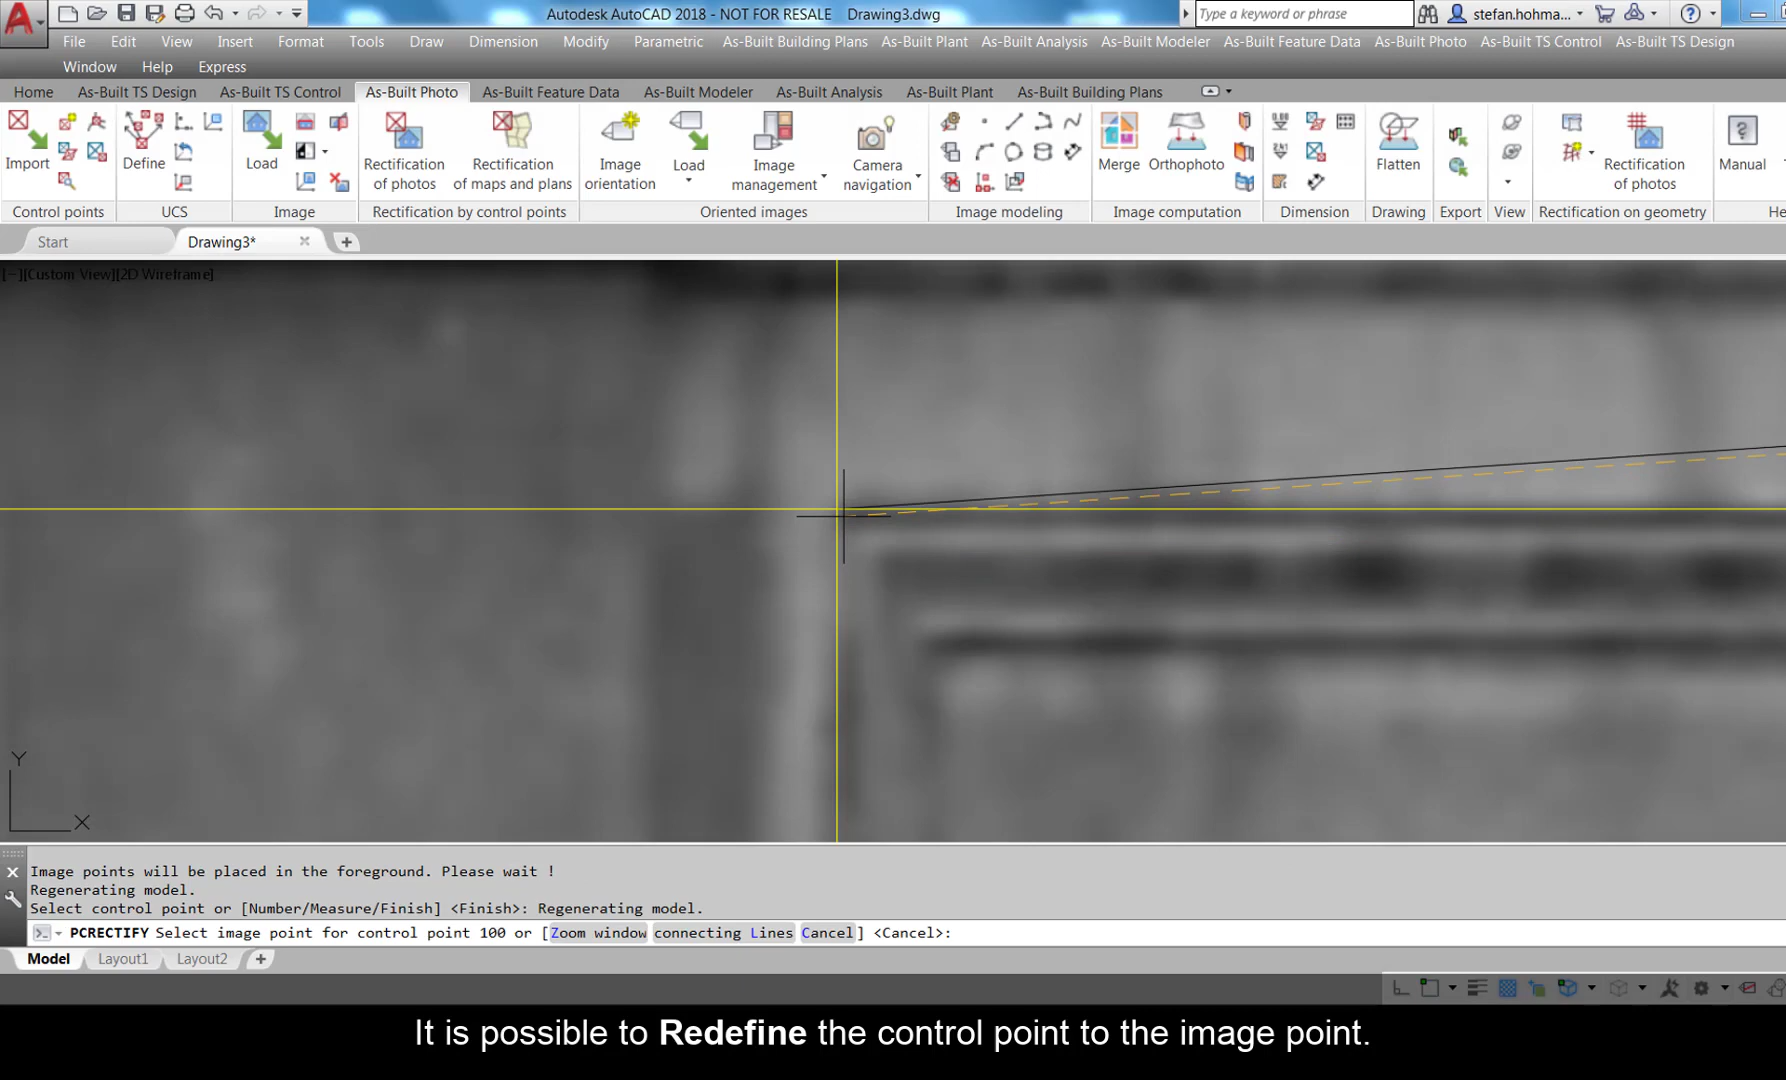 Autodesk AutoCAD 2018 - NOT FOR RESALE Drawing3.dwg
Type a keyword or phrase
stefan.hohma...
File Edit View Insert Format Tools Draw Dimension Modify Parametric As-Built Building Plans As-Built Plant As-Built Analysis As-Built Modeler As-Built Feature Data As-Built Photo As-Built TS Control As-Built TS Design
Window Help Express
Home As-Built TS Design As-Built TS Control As-Built Photo As-Built Feature Data As-Built Modeler As-Built Analysis As-Built Plant As-Built Building Plans
Import
Define
Load
Rectification
of photos
Rectification
of maps and plans
Image
orientation
Load
Image
management
Camera
navigation
Merge
Orthophoto
Flatten
Rectification
of photos
Manual
Control points UCS Image Rectification by control points Oriented images Image modeling Image computation Dimension Drawing Export View Rectification on geometry He
Start Drawing3*
[−][Custom View][2D Wireframe]
Y
X
Image points will be placed in the foreground. Please wait !
Regenerating model.
Select control point or [Number/Measure/Finish] <Finish>: Regenerating model.
PCRECTIFY Select image point for control point 100 or [Zoom window connecting Lines Cancel] <Cancel>:
Model Layout1 Layout2
It is possible to Redefine the control point to the image point.